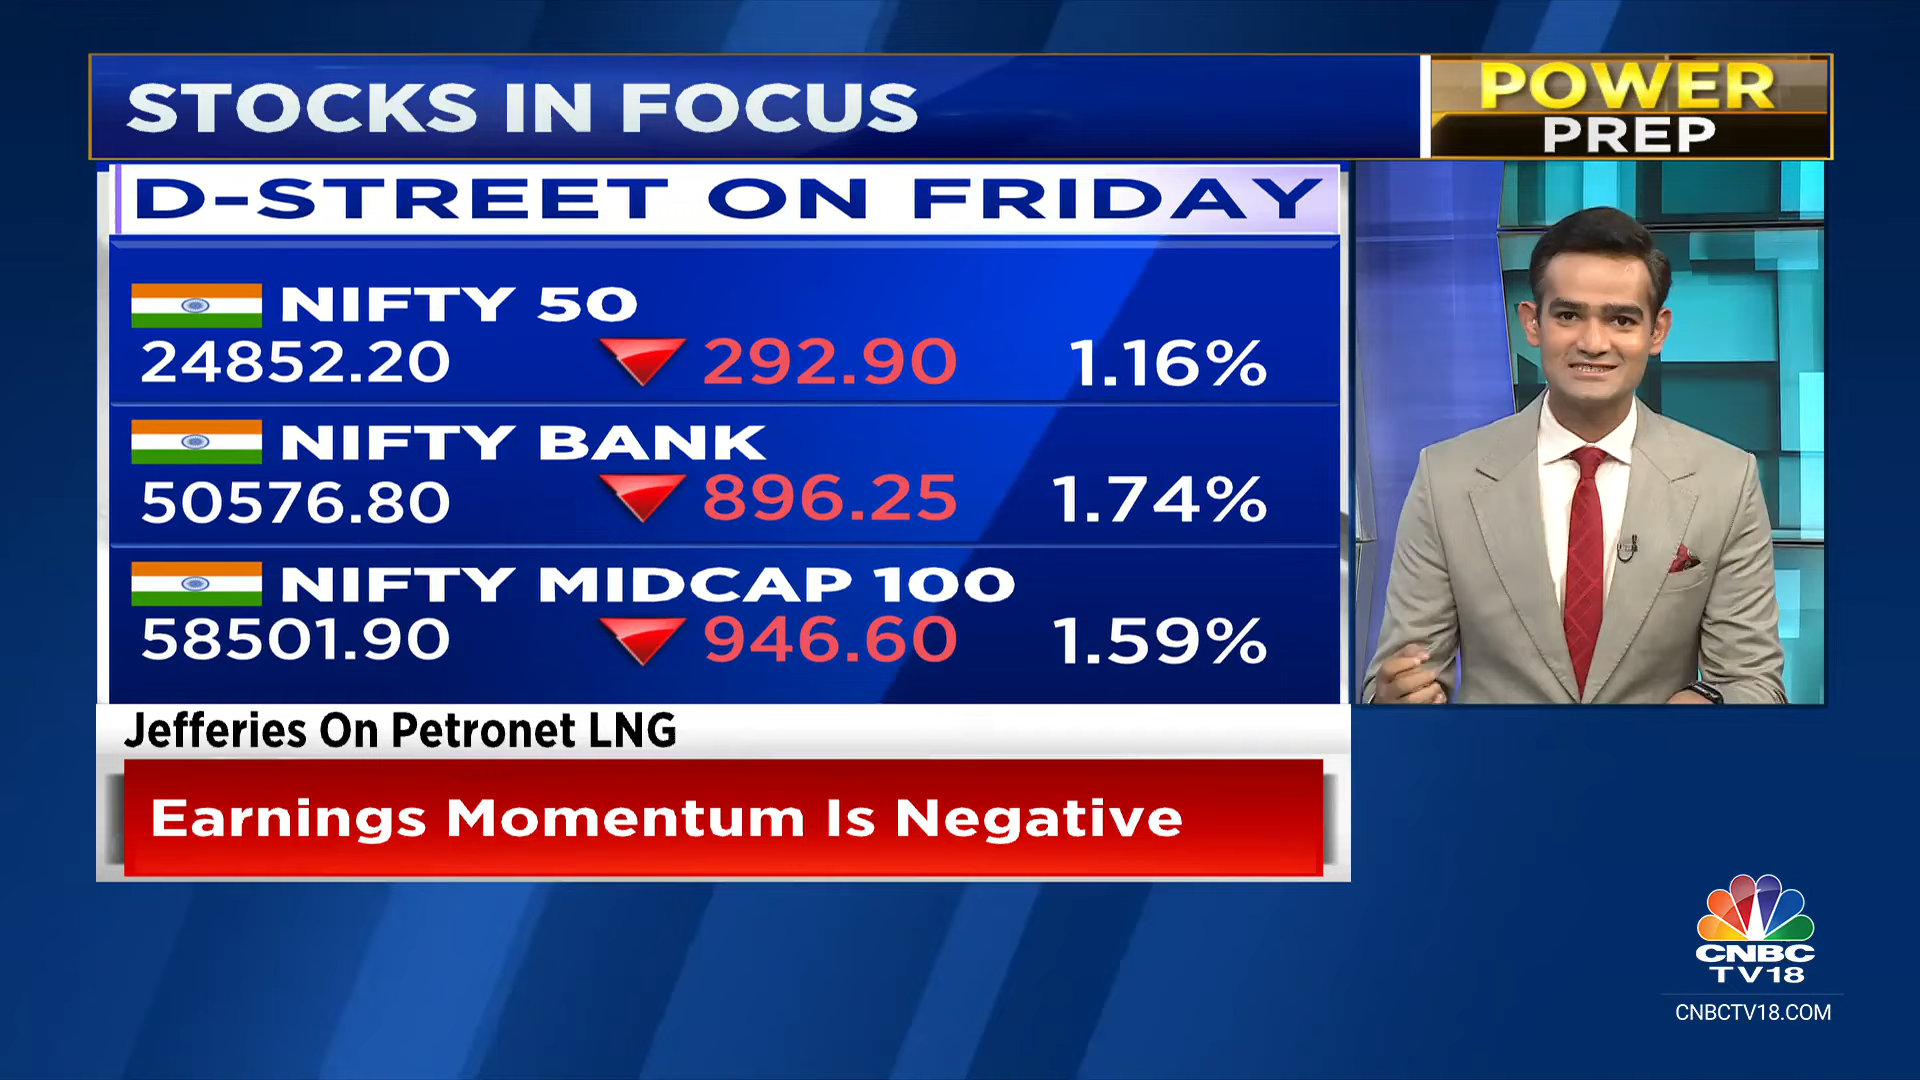 STOCKS IN FOCUS
POWER
PREP
D-STREET ON FRIDAY
NIFTY 50
24852.20 292.90 1.16%
NIFTY BANK
50576.80 896.25 1.74%
NIFTY MIDCAP 100
58501.90 946.60 1.59%
Jefferies On Petronet LNG
Earnings Momentum Is Negative
CNBC
TV18
CNBCTV18.COM